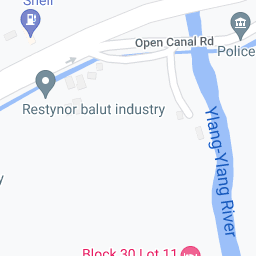 Shell
Open Canal Rd
Police
Restynor balut industry
Ylang-Ylang River
y
Block 30 Lot 11